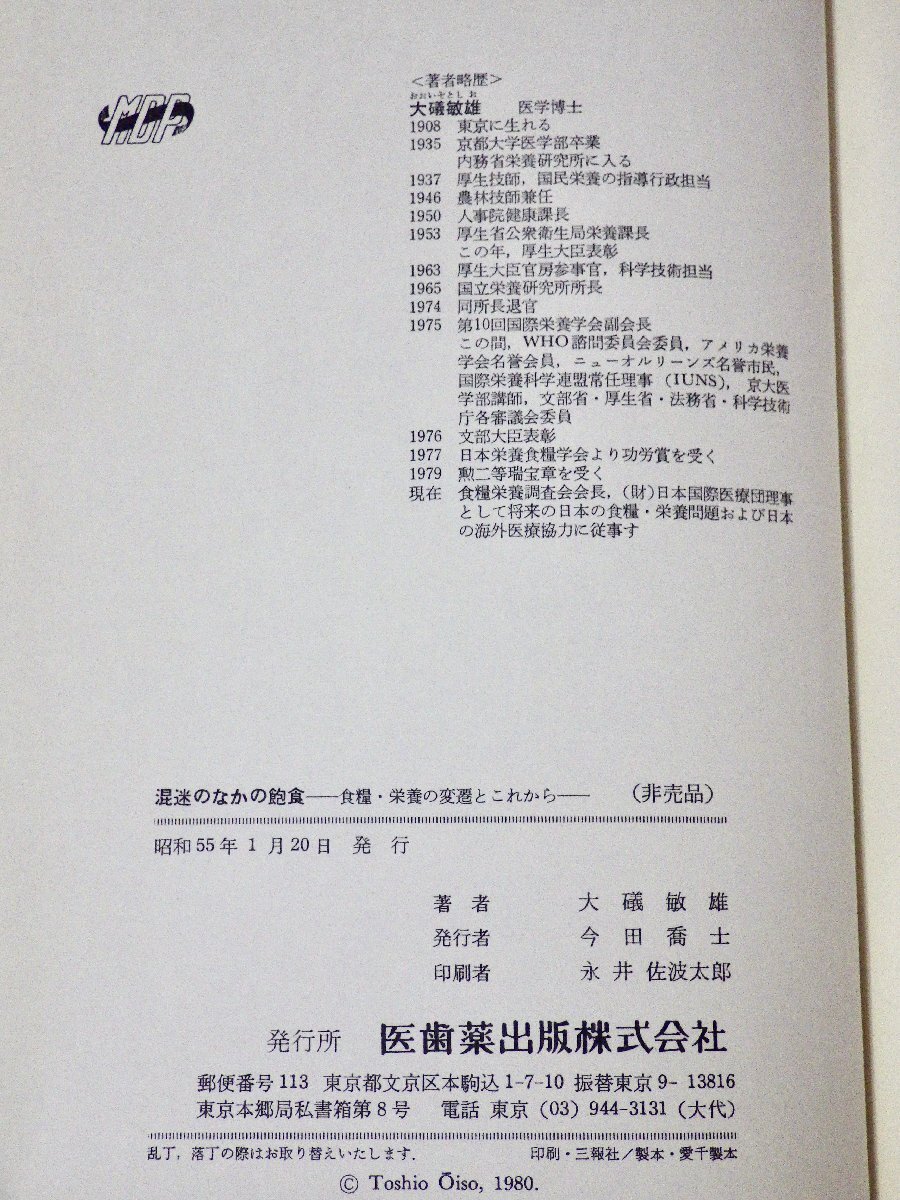 MDP
<著者略歴>
おおいそとしお
大礒敏雄 医学博士
1908 東京に生れる
1935 京都大学医学部卒業
内務省栄養研究所に入る
1937 厚生技師，国民栄養の指導行政担当
1946 農林技師兼任
1950 人事院健康課長
1953 厚生省公衆衛生局栄養課長
この年，厚生大臣表彰
1963 厚生大臣官房参事官，科学技術担当
1965 国立栄養研究所所長
1974 同所長退官
1975 第10回国際栄養学会副会長
この間，WHO諮問委員会委員，アメリカ栄養
学会名誉会員，ニューオルリーンズ名誉市民，
国際栄養科学連盟常任理事（IUNS），京大医
学部講師，文部省・厚生省・法務省・科学技術
庁各審議会委員
1976 文部大臣表彰
1977 日本栄養食糧学会より功労賞を受く
1979 勲二等瑞宝章を受く
現在 食糧栄養調査会会長，（財）日本国際医療団理事
として将来の日本の食糧・栄養問題および日本
の海外医療協力に従事す
混迷のなかの飽食――食糧・栄養の変遷とこれから―― （非売品）
昭和55年1月20日 発 行
著 者 大 礒 敏 雄
発行者 今 田 喬 士
印刷者 永 井 佐波太郎
発行所 医歯薬出版株式会社
郵便番号113 東京都文京区本駒込1-7-10 振替東京9-13816
東京本郷局私書箱第8号 電話 東京（03）944-3131（大代）
乱丁，落丁の際はお取り替えいたします. 印刷・三報社／製本・愛千製本
© Toshio Ōiso, 1980.